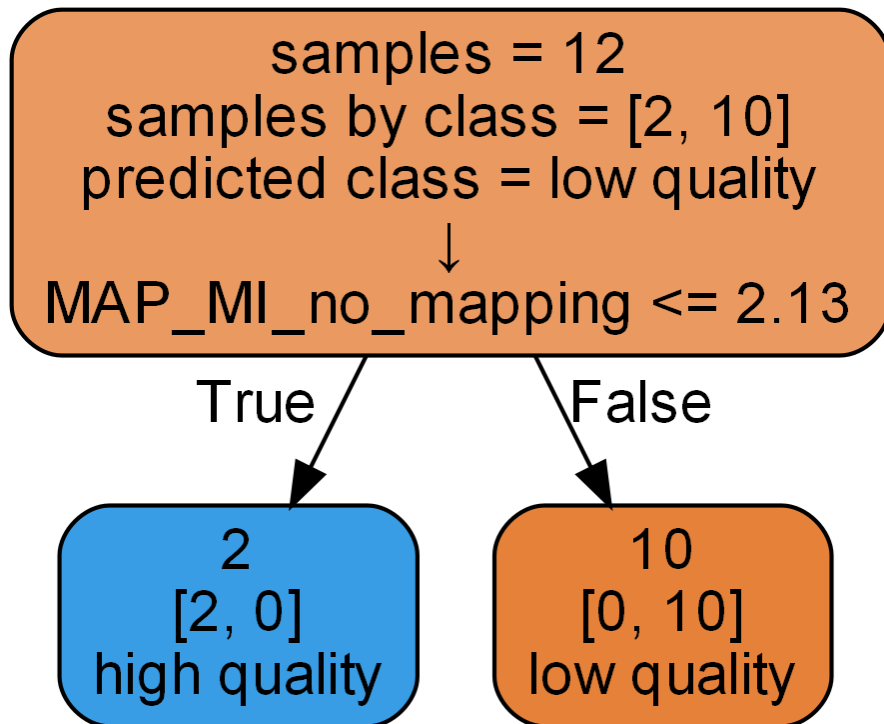 samples = 12
samples by class = [2, 10]
predicted class = low quality
↓
MAP_MI_no_mapping <= 2.13
True
False
2
[2, 0]
high quality
10
[0, 10]
low quality